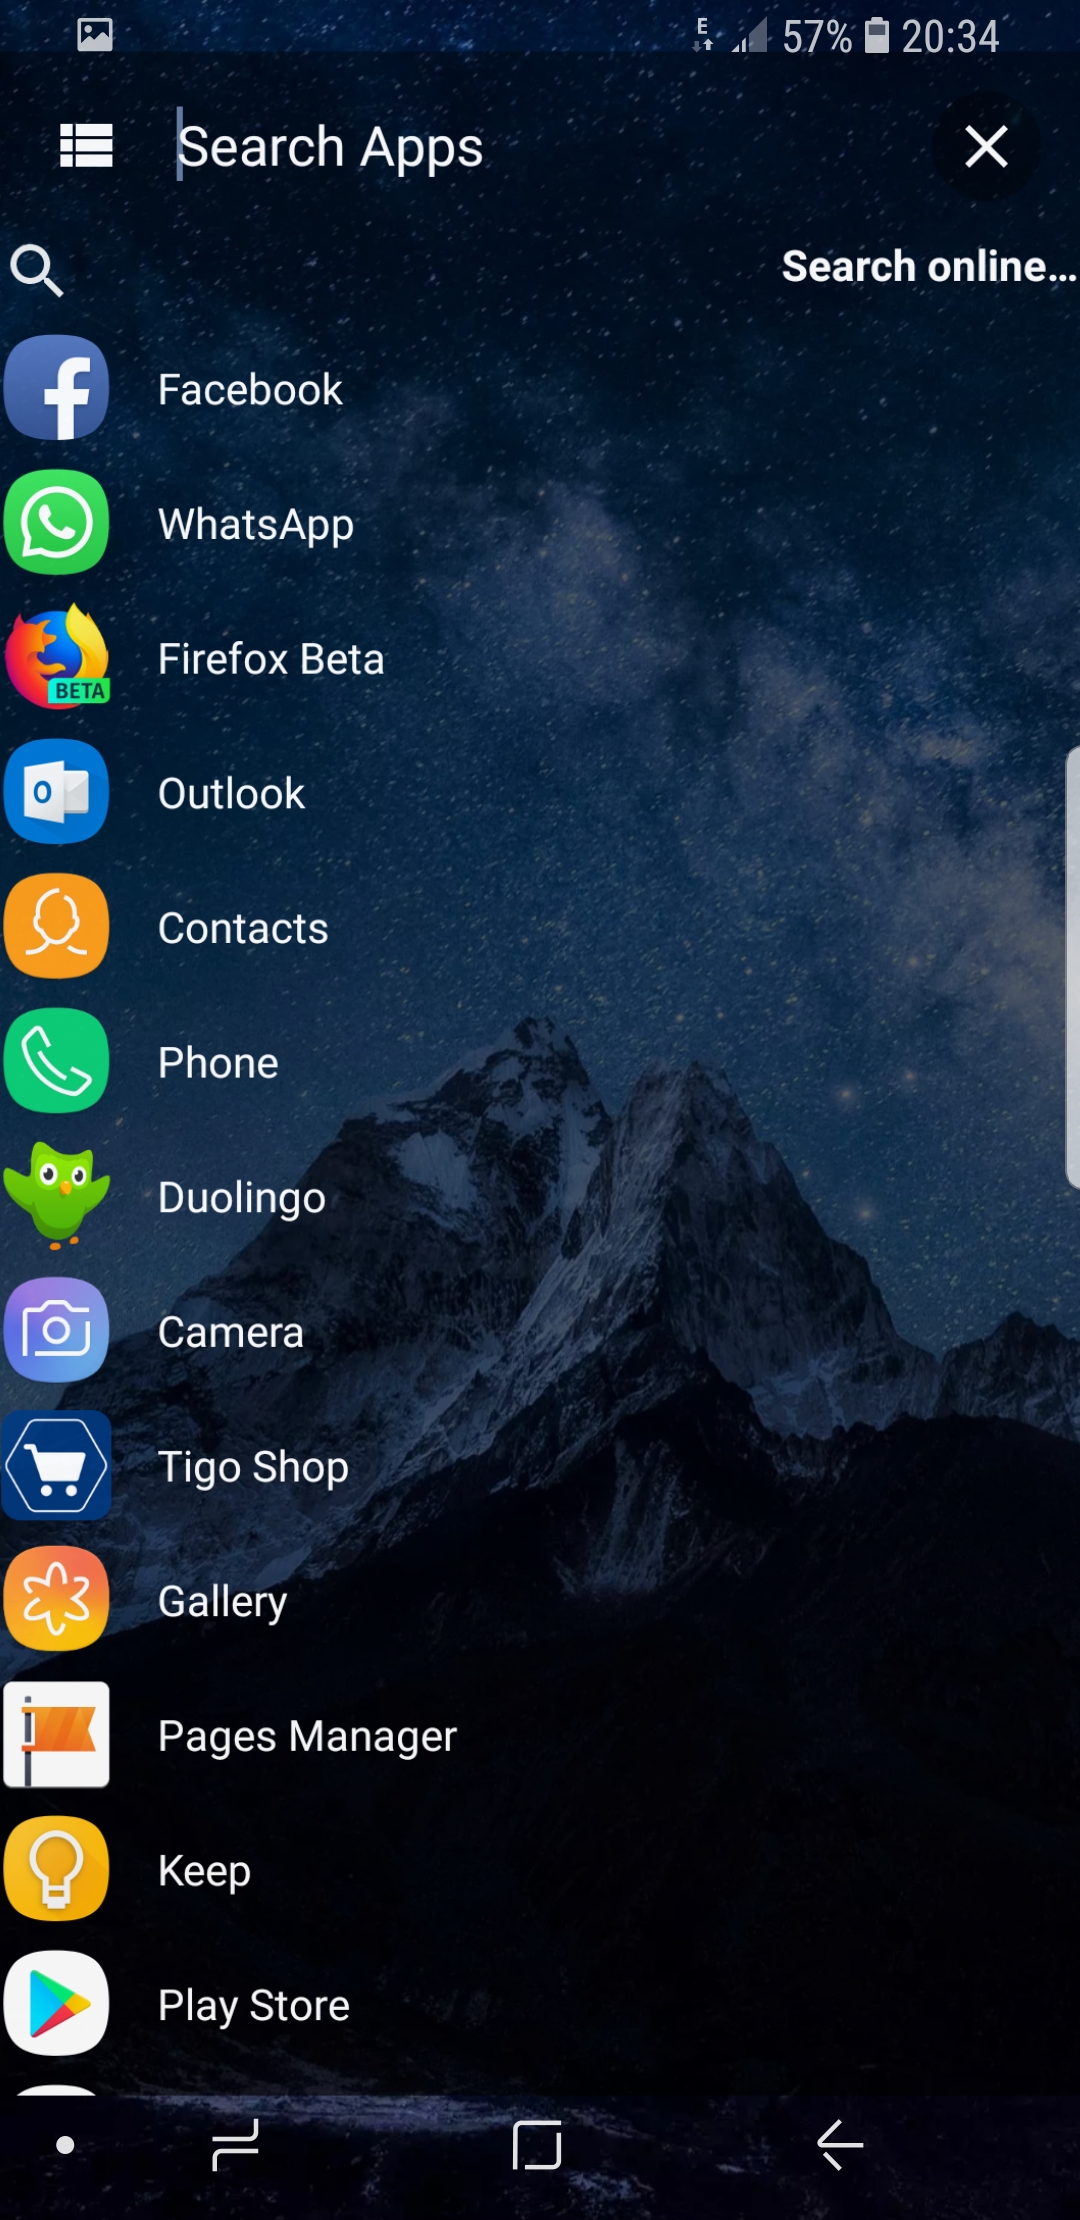 E 57% 20:34
Search Apps
Search online...
Facebook
WhatsApp
BETA
Firefox Beta
Outlook
Contacts
Phone
Duolingo
Camera
Tigo Shop
Gallery
Pages Manager
Keep
Play Store